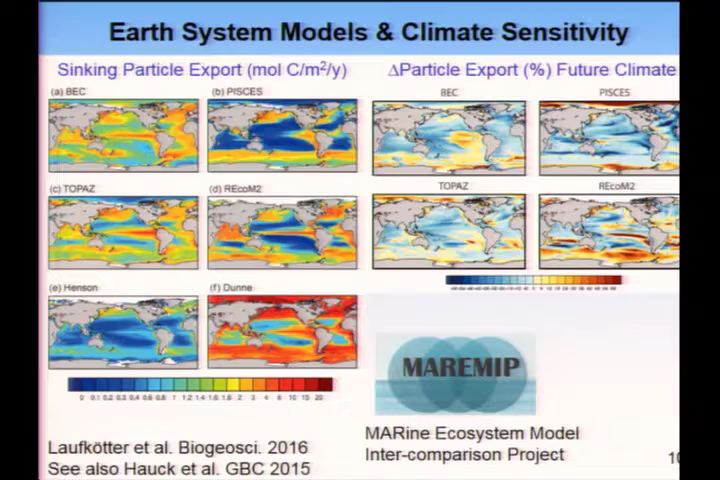 Earth System Models & Climate Sensitivity
Sinking Particle Export (mol C/m²/y)
ΔParticle Export (%) Future Climate
(a) BEC
(b) PISCES
BEC
PISCES
(c) TOPAZ
(d) REcoM2
TOPAZ
REcoM2
(e) Henson
(f) Dunne
0 0.1 0.2 0.3 0.4 0.6 0.8 1 1.2 1.4 1.6 1.8 2 3 4 8 10 15 20
MAREMIP
MARine Ecosystem Model
Inter-comparison Project
Laufkötter et al. Biogeosci. 2016
See also Hauck et al. GBC 2015